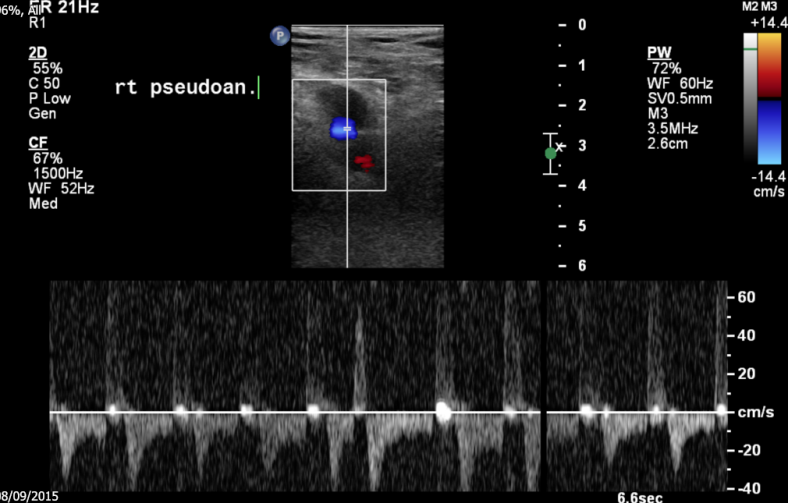 FR 21Hz
R1
2D
55%
C 50
P Low
Gen
CF
67%
1500Hz
WF 52Hz
Med
rt pseudoan.
P
0
1
2
3
4
5
6
x
PW
72%
WF 60Hz
SV0.5mm
M3
3.5MHz
2.6cm
M2 M3
+14.4
-14.4
cm/s
60
40
20
cm/s
-20
-40
6.6sec